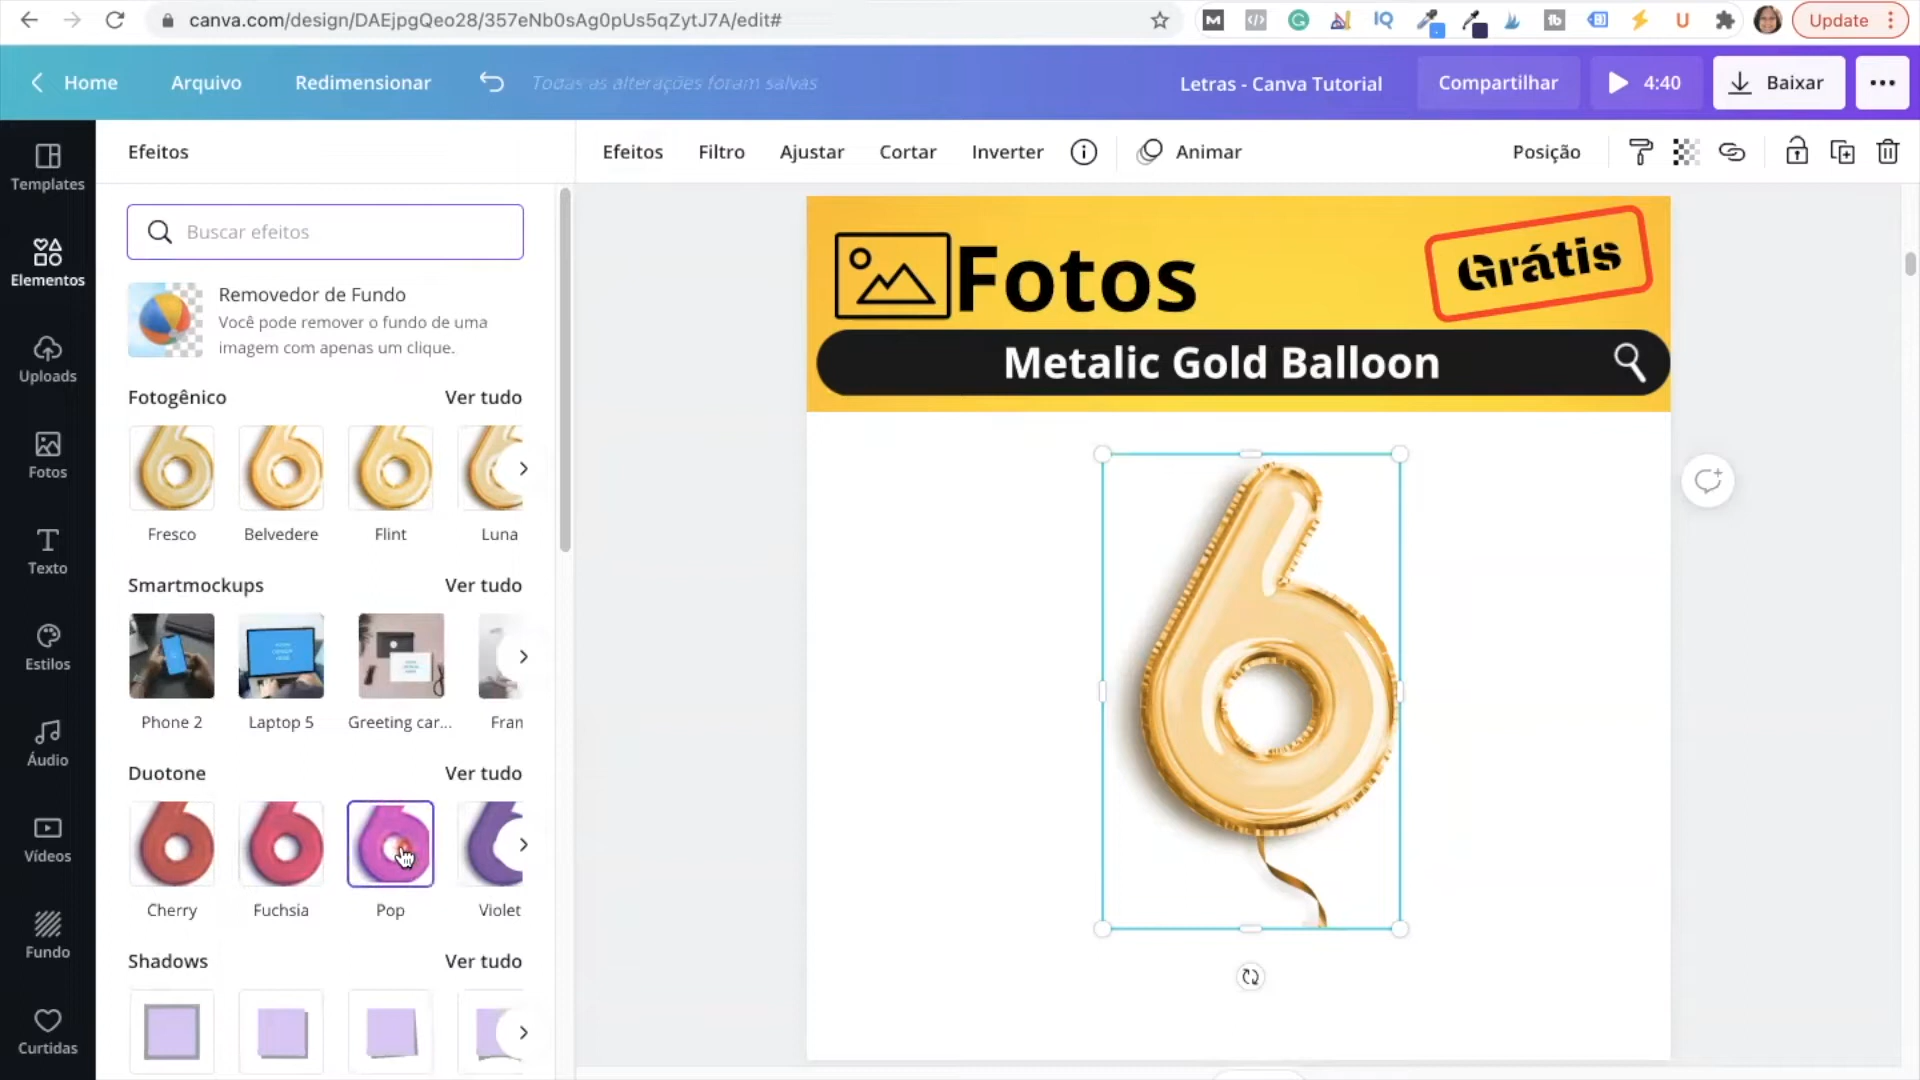 canva.com/design/DAEjpgQeo28/357eNb0sAg0pUs5qZytJ7A/edit#
Update
Home
Arquivo
Redimensionar
Todas as alterações foram salvas
Letras - Canva Tutorial
Compartilhar
4:40
Baixar
Templates
Elementos
Uploads
Fotos
Texto
Estilos
Áudio
Vídeos
Fundo
Curtidas
Efeitos
Buscar efeitos
Removedor de Fundo
Você pode remover o fundo de uma
imagem com apenas um clique.
Fotogênico
Ver tudo
Fresco
Belvedere
Flint
Luna
Smartmockups
Ver tudo
Phone 2
Laptop 5
Greeting car...
Fran
Duotone
Ver tudo
Cherry
Fuchsia
Pop
Violet
Shadows
Ver tudo
Efeitos
Filtro
Ajustar
Cortar
Inverter
Animar
Posição
Fotos
Grátis
Metalic Gold Balloon
6